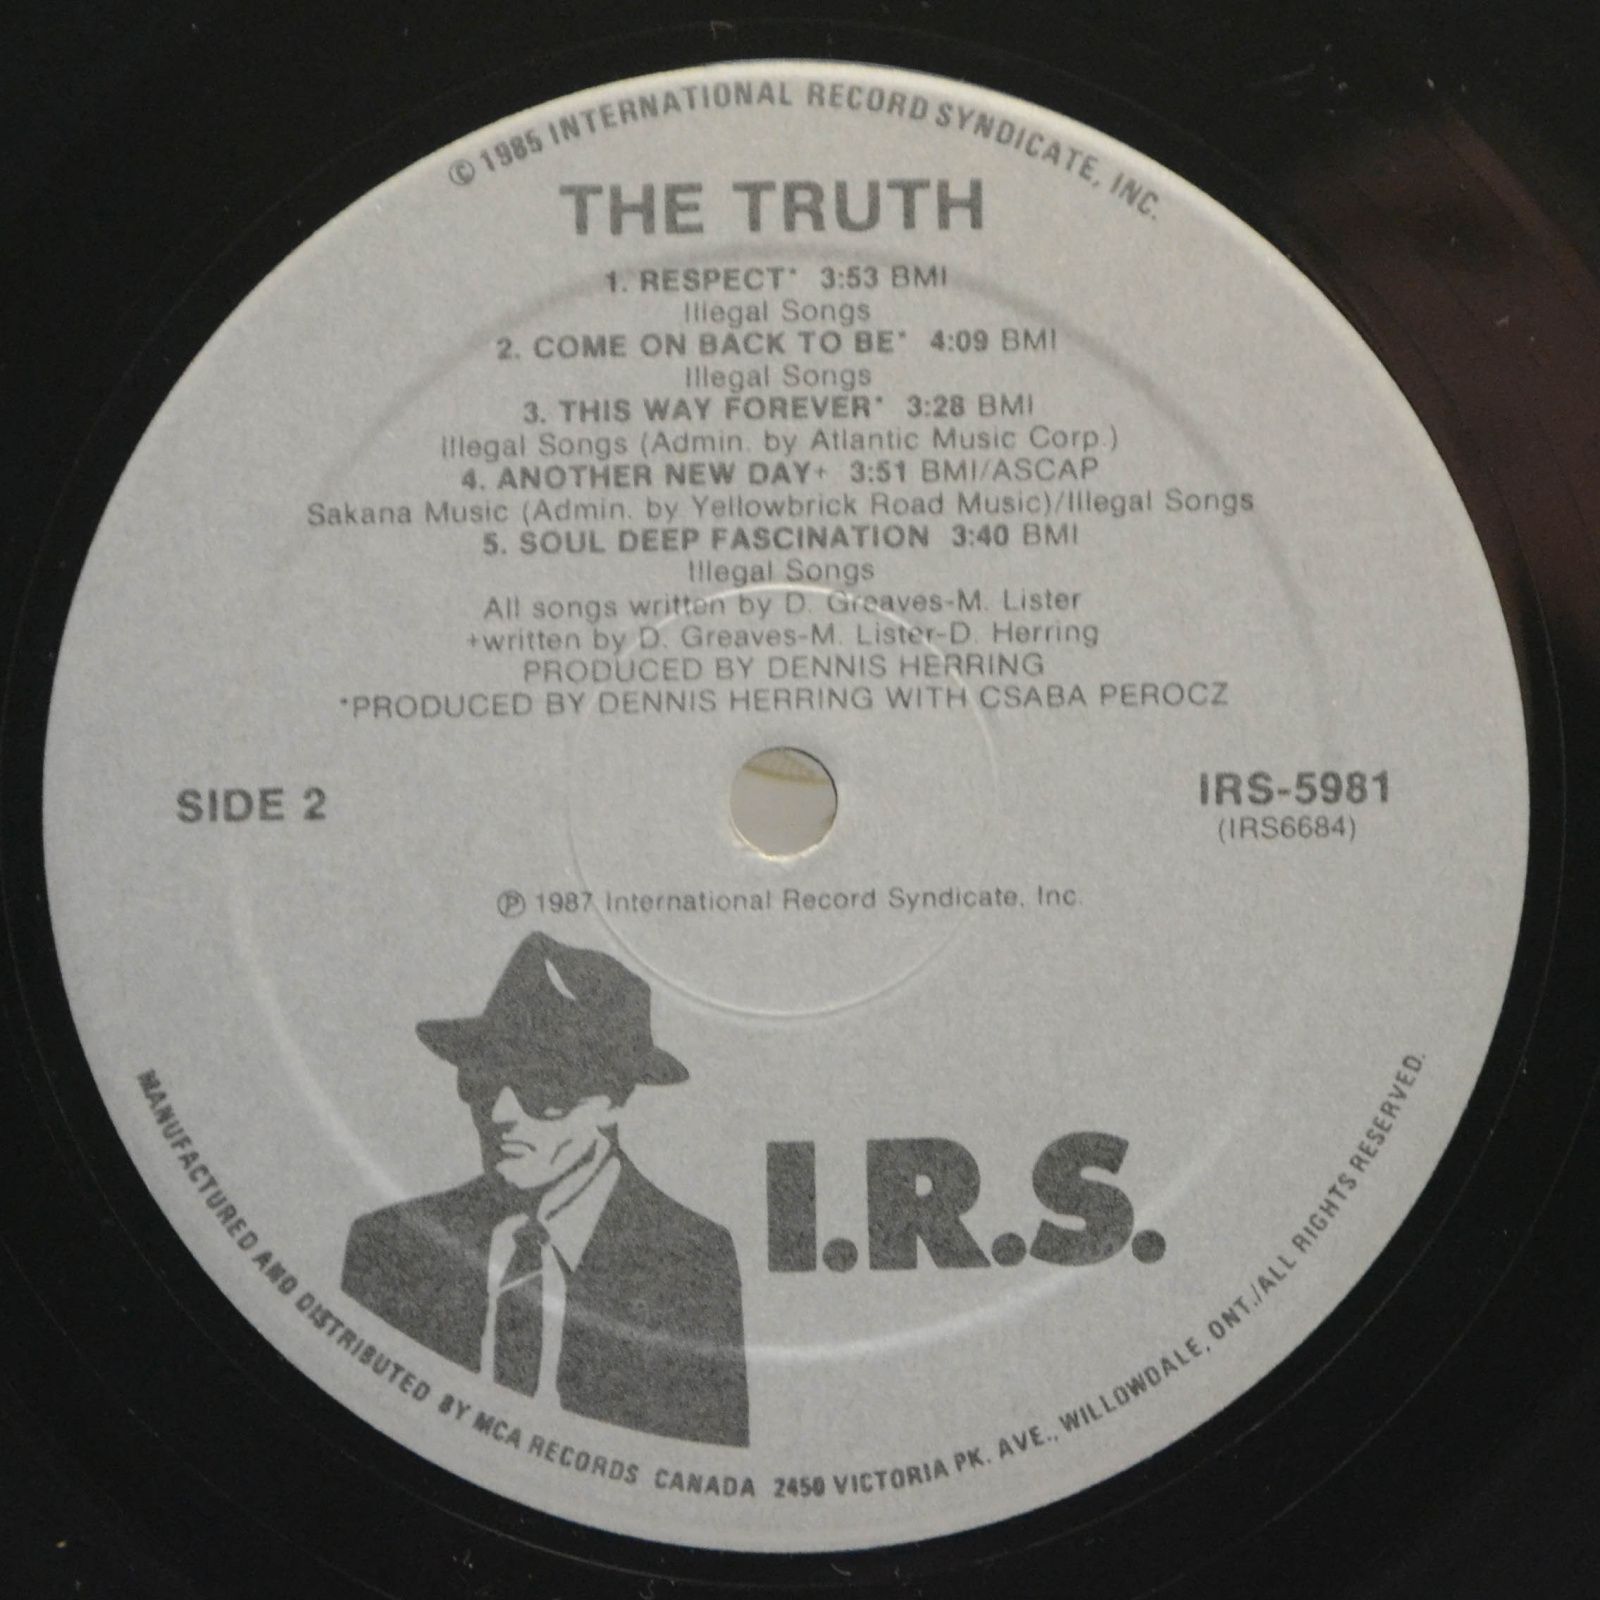 © 1985 INTERNATIONAL RECORD SYNDICATE, INC.
THE TRUTH
1. RESPECT* 3:53 BMI
Illegal Songs
2. COME ON BACK TO BE* 4:09 BMI
Illegal Songs
3. THIS WAY FOREVER* 3:28 BMI
Illegal Songs (Admin. by Atlantic Music Corp.)
4. ANOTHER NEW DAY+ 3:51 BMI/ASCAP
Sakana Music (Admin. by Yellowbrick Road Music)/Illegal Songs
5. SOUL DEEP FASCINATION 3:40 BMI
Illegal Songs
All songs written by D. Greaves-M. Lister
+written by D. Greaves-M. Lister-D. Herring
PRODUCED BY DENNIS HERRING
*PRODUCED BY DENNIS HERRING WITH CSABA PEROCZ
SIDE 2
IRS-5981
(IRS6684)
℗ 1987 International Record Syndicate, Inc.
I.R.S.
MANUFACTURED AND DISTRIBUTED BY MCA RECORDS CANADA 2450 VICTORIA PK. AVE., WILLOWDALE, ONT./ALL RIGHTS RESERVED.